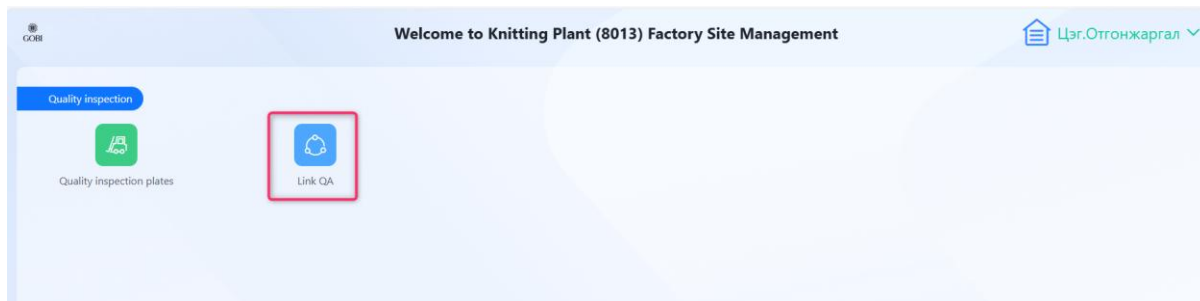 GOBI
Welcome to Knitting Plant (8013) Factory Site Management
Цэг.Отгонжаргал
Quality inspection
Quality inspection plates
Link QA